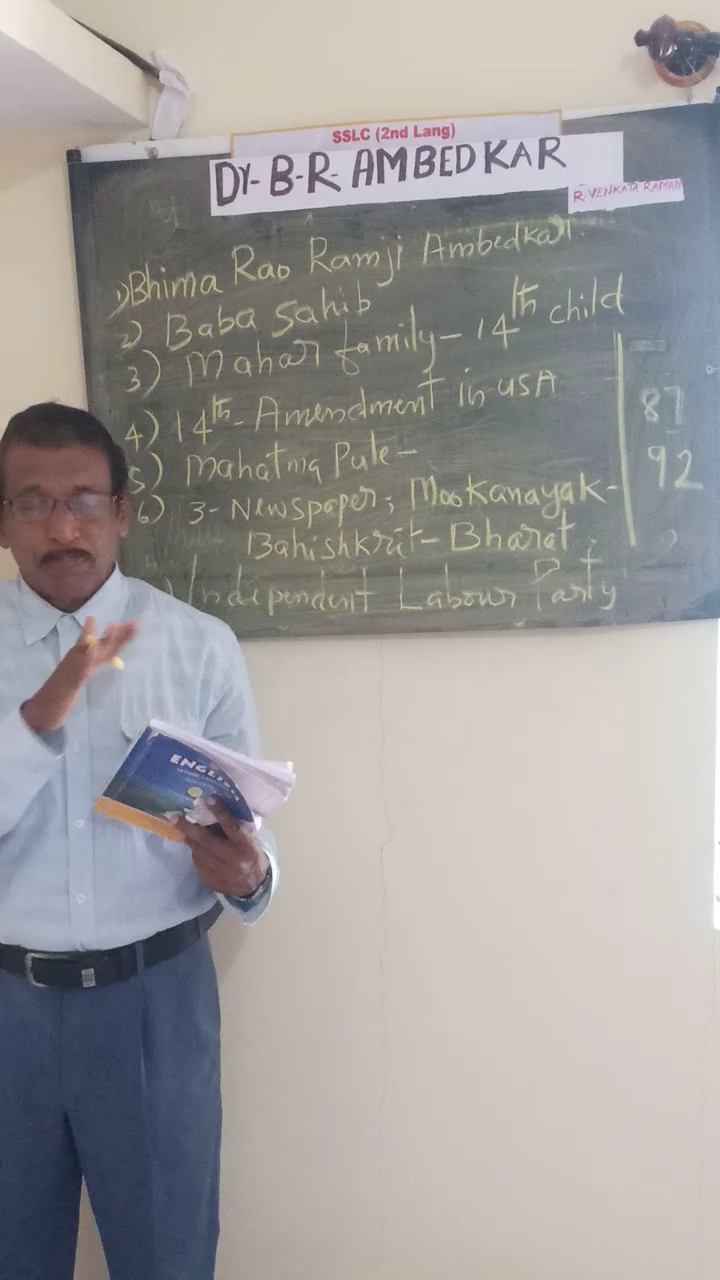 SSLC (2nd Lang)
Dr-B-R-AMBEDKAR
R.VENKATA RAMAN
1) Bhima Rao Ramji Ambedkar.
2) Baba Sahib
3) Mahar family-14th child
4) 14th-Amendment in USA
5) Mahatma Pule-
6) 3-Newspaper; Mookanayak-
Bahishkrit-Bharat;
) Independent Labour Party
87
92
ENGLISH